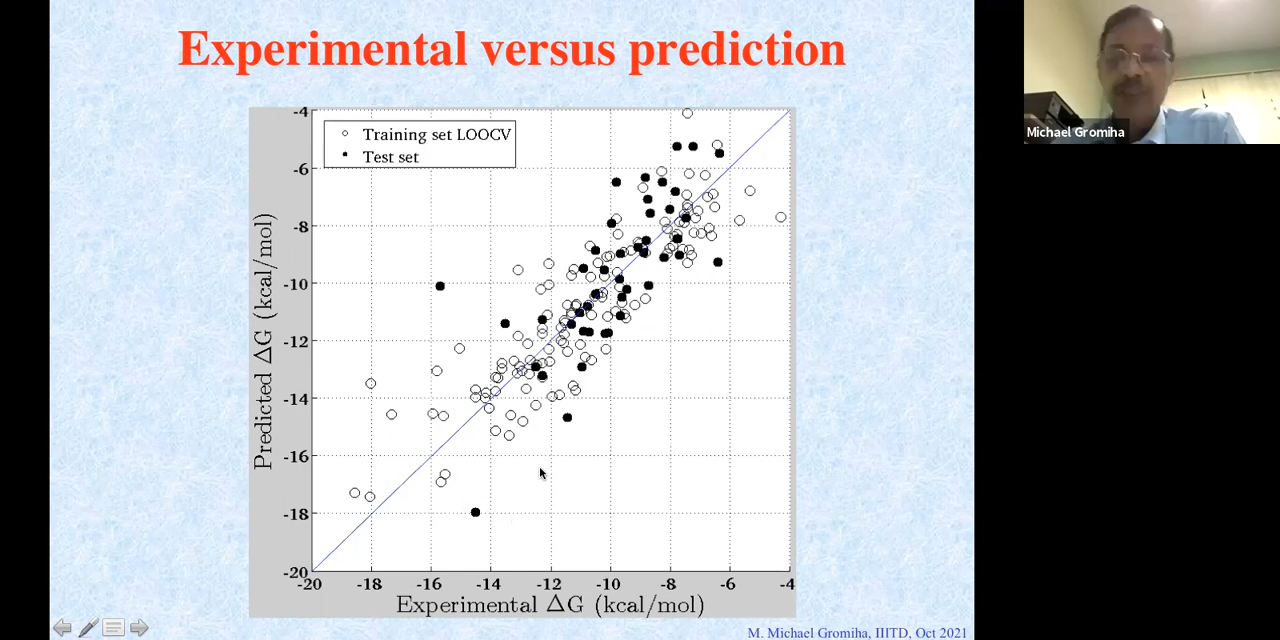 Experimental versus prediction
Michael Gromiha
Training set LOOCV
Test set
Predicted ΔG (kcal/mol)
-4
-6
-8
-10
-12
-14
-16
-18
-20
-20 -18 -16 -14 -12 -10 -8 -6 -4
Experimental ΔG (kcal/mol)
M. Michael Gromiha, IIITD, Oct 2021